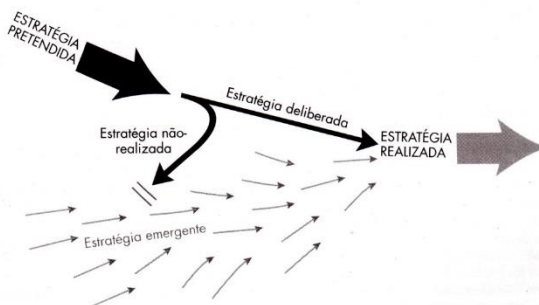 ESTRATÉGIA
PRETENDIDA
Estratégia deliberada
Estratégia não-
realizada
ESTRATÉGIA
REALIZADA
Estratégia emergente